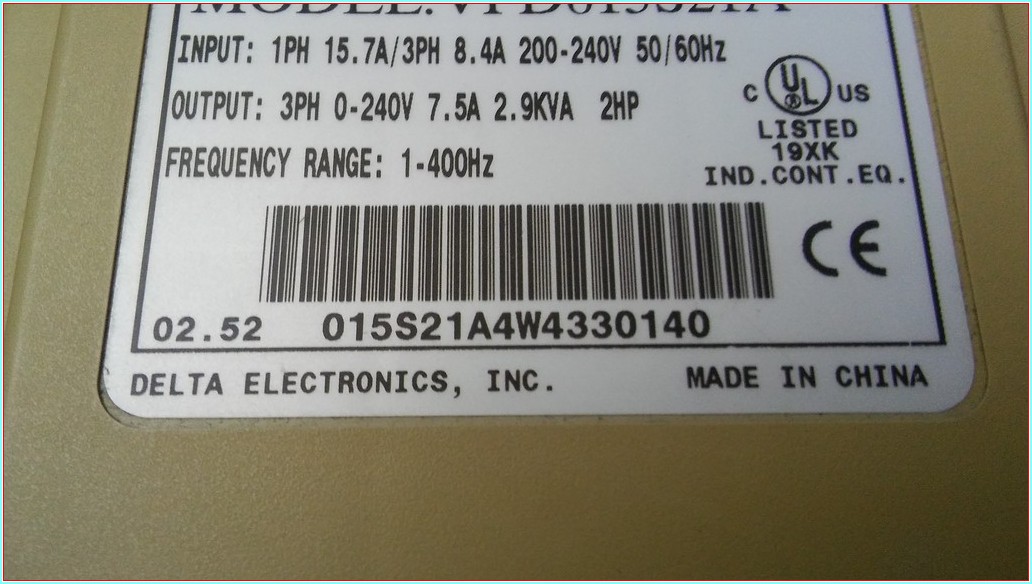 MODEL:VFD015S21A
INPUT: 1PH 15.7A/3PH 8.4A 200-240V 50/60Hz
OUTPUT: 3PH 0-240V 7.5A 2.9KVA 2HP
FREQUENCY RANGE: 1-400Hz
C UL ® US
LISTED
19XK
IND.CONT.EQ.
CE
02.52 015S21A4W4330140
DELTA ELECTRONICS, INC. MADE IN CHINA